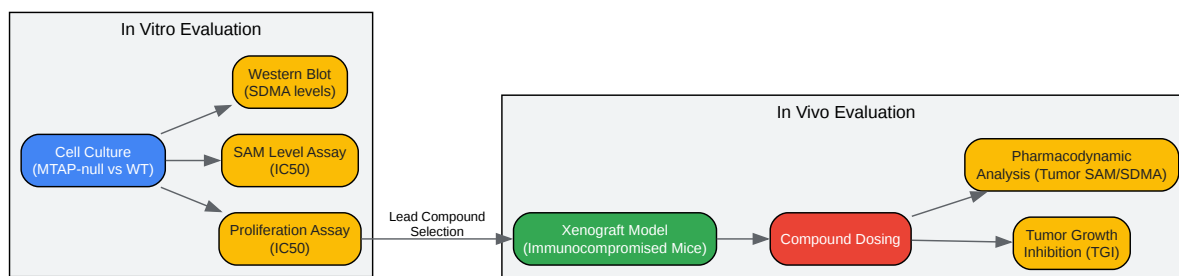 In Vitro Evaluation
Western Blot
(SDMA levels)
Cell Culture
(MTAP-null vs WT)
SAM Level Assay
(IC50)
Proliferation Assay
(IC50)
Lead Compound
Selection
In Vivo Evaluation
Xenograft Model
(Immunocompromised Mice)
Compound Dosing
Pharmacodynamic
Analysis (Tumor SAM/SDMA)
Tumor Growth
Inhibition (TGI)